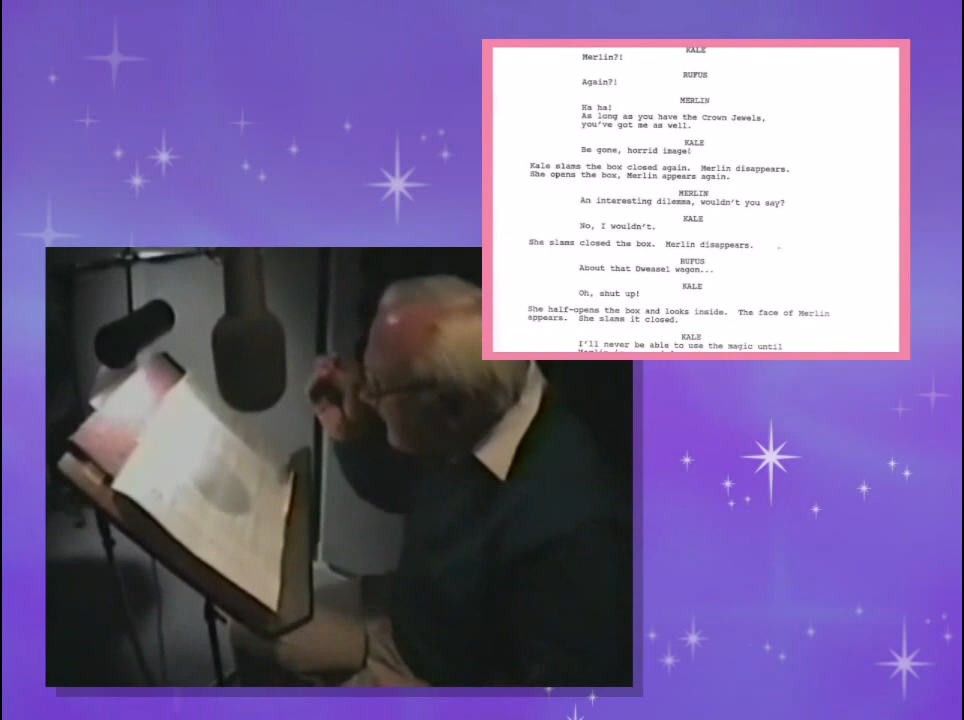 KALE
Merlin?!
RUFUS
Again?!
MERLIN
Ha ha!
As long as you have the Crown Jewels,
you've got me as well.
KALE
Be gone, horrid image!
Kale slams the box closed again. Merlin disappears.
She opens the box, Merlin appears again.
MERLIN
An interesting dilemma, wouldn't you say?
KALE
No, I wouldn't.
She slams closed the box. Merlin disappears.
RUFUS
About that Dweasel wagon...
KALE
Oh, shut up!
She half-opens the box and looks inside. The face of Merlin
appears. She slams it closed.
KALE
I'll never be able to use the magic until